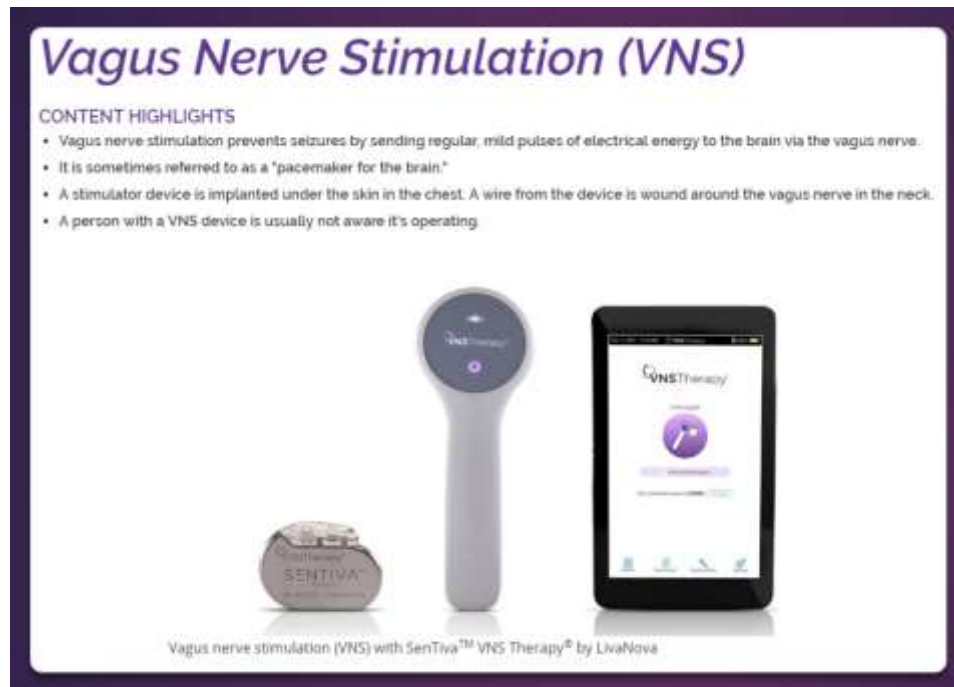 Vagus Nerve Stimulation (VNS)
CONTENT HIGHLIGHTS
• Vagus nerve stimulation prevents seizures by sending regular, mild pulses of electrical energy to the brain via the vagus nerve.
• It is sometimes referred to as a "pacemaker for the brain."
• A stimulator device is implanted under the skin in the chest. A wire from the device is wound around the vagus nerve in the neck.
• A person with a VNS device is usually not aware it's operating.
VNSTherapy
VNSTherapy
VNSTherapy
SENTIVA™
Vagus nerve stimulation (VNS) with SenTiva™ VNS Therapy® by LivaNova